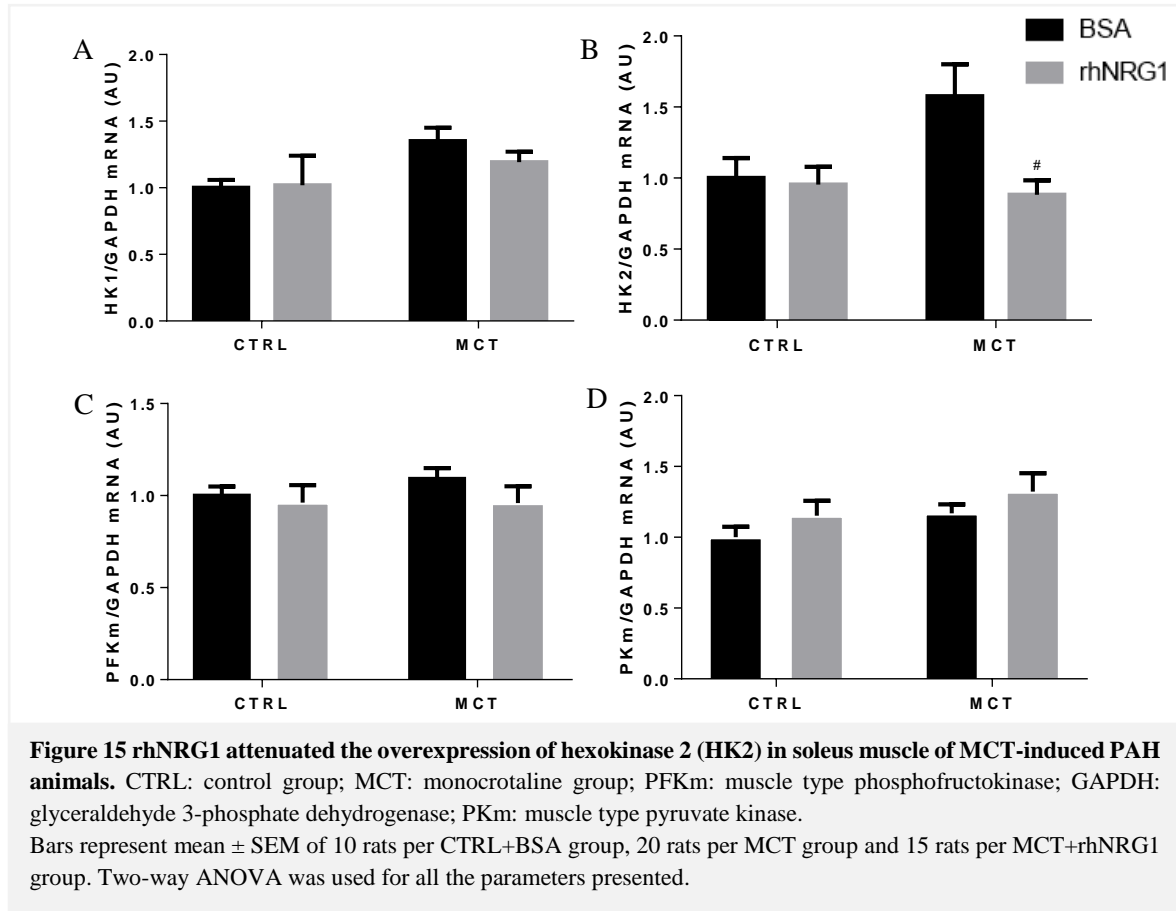 A
HK1/GAPDH mRNA (AU)
2.0
1.5
1.0
0.5
0.0
CTRL
MCT
B
HK2/GAPDH mRNA (AU)
2.0
1.5
1.0
0.5
0.0
#
CTRL
MCT
BSA
rhNRG1
C
PFKm/GAPDH mRNA (AU)
1.5
1.0
0.5
0.0
CTRL
MCT
D
PKm/GAPDH mRNA (AU)
2.0
1.5
1.0
0.5
0.0
CTRL
MCT
Figure 15 rhNRG1 attenuated the overexpression of hexokinase 2 (HK2) in soleus muscle of MCT-induced PAH
animals. CTRL: control group; MCT: monocrotaline group; PFKm: muscle type phosphofructokinase; GAPDH:
glyceraldehyde 3-phosphate dehydrogenase; PKm: muscle type pyruvate kinase.
Bars represent mean ± SEM of 10 rats per CTRL+BSA group, 20 rats per MCT group and 15 rats per MCT+rhNRG1
group. Two-way ANOVA was used for all the parameters presented.